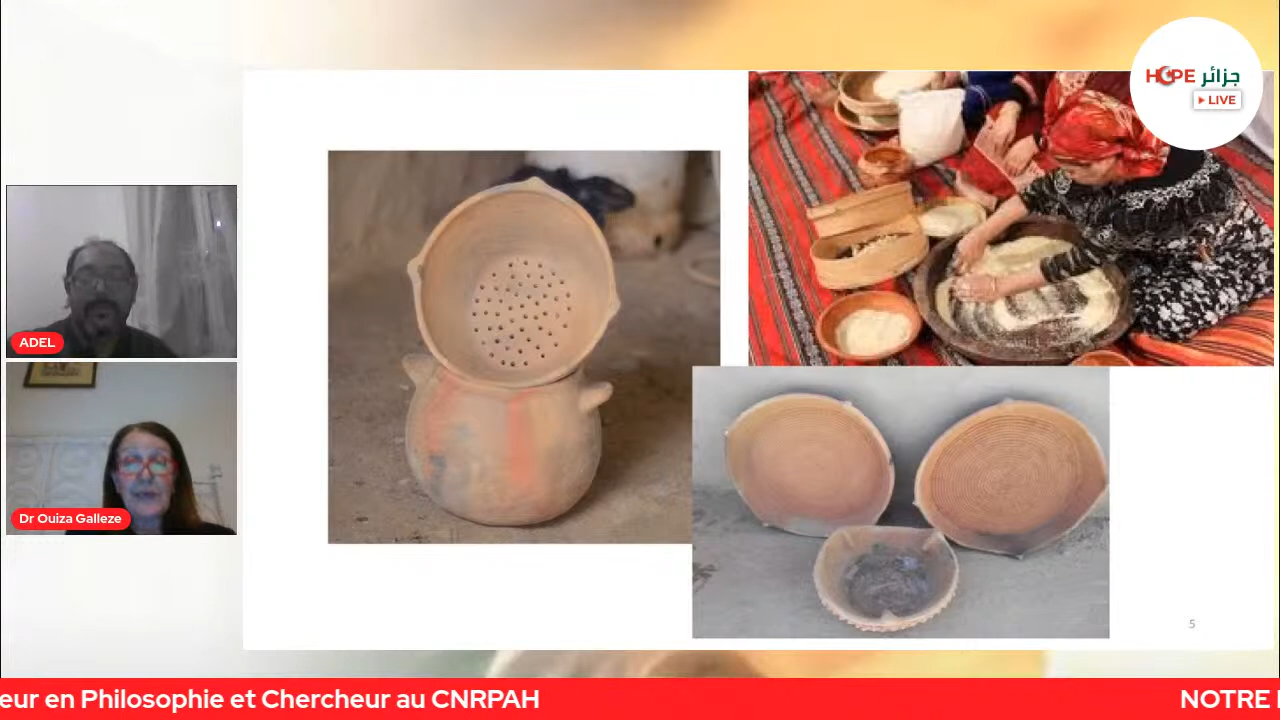 HOPE جزائر
LIVE
ADEL
Dr Ouiza Galleze
5
eur en Philosophie et Chercheur au CNRPAH
NOTRE